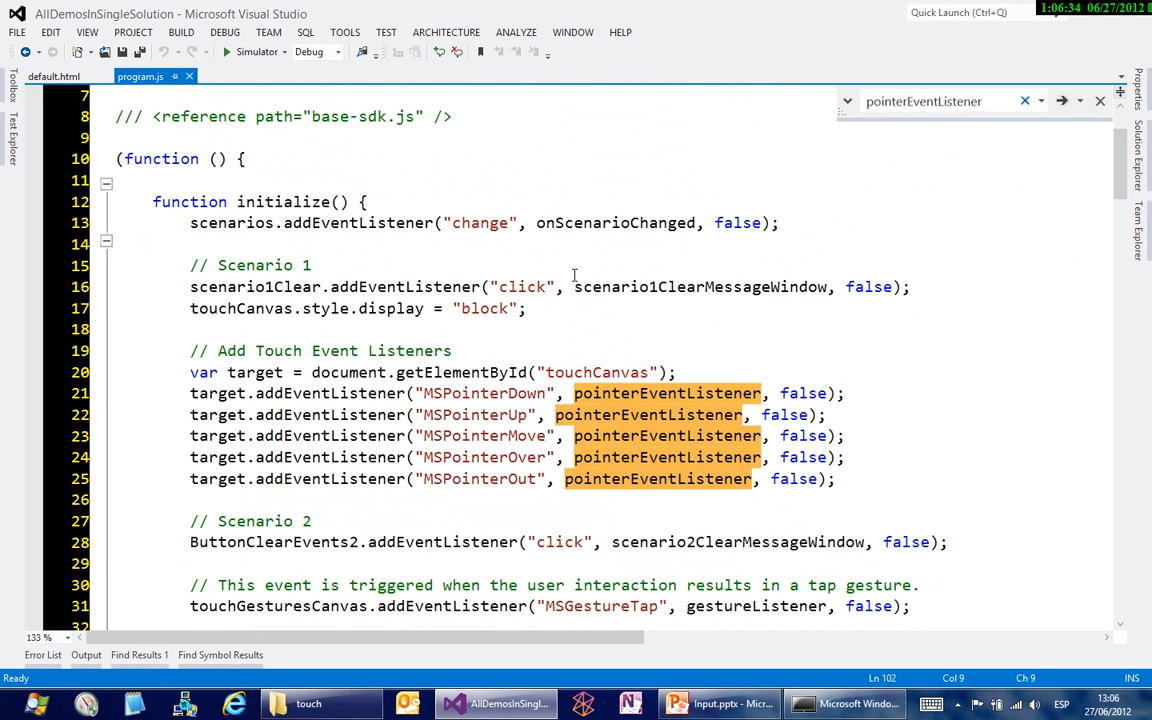 AllDemosInSingleSolution - Microsoft Visual Studio
Quick Launch (Ctrl+Q)
1:06:34 06/27/2012
FILE EDIT VIEW PROJECT BUILD DEBUG TEAM SQL TOOLS TEST ARCHITECTURE ANALYZE WINDOW HELP
Simulator Debug
default.html program.js
pointerEventListener
Toolbox
Test Explorer
Properties
Solution Explorer
Team Explorer
7
8 /// <reference path="base-sdk.js" />
9
10 (function () {
11
12 function initialize() {
13 scenarios.addEventListener("change", onScenarioChanged, false);
14
15 // Scenario 1
16 scenario1Clear.addEventListener("click", scenario1ClearMessageWindow, false);
17 touchCanvas.style.display = "block";
18
19 // Add Touch Event Listeners
20 var target = document.getElementById("touchCanvas");
21 target.addEventListener("MSPointerDown", pointerEventListener, false);
22 target.addEventListener("MSPointerUp", pointerEventListener, false);
23 target.addEventListener("MSPointerMove", pointerEventListener, false);
24 target.addEventListener("MSPointerOver", pointerEventListener, false);
25 target.addEventListener("MSPointerOut", pointerEventListener, false);
26
27 // Scenario 2
28 ButtonClearEvents2.addEventListener("click", scenario2ClearMessageWindow, false);
29
30 // This event is triggered when the user interaction results in a tap gesture.
31 touchGesturesCanvas.addEventListener("MSGestureTap", gestureListener, false);
32
133 %
Error List Output Find Results 1 Find Symbol Results
Ready Ln 102 Col 9 Ch 9 INS
touch AllDemosInSingl... Input.pptx - Micr... Microsoft Windo... ESP 13:06
27/06/2012